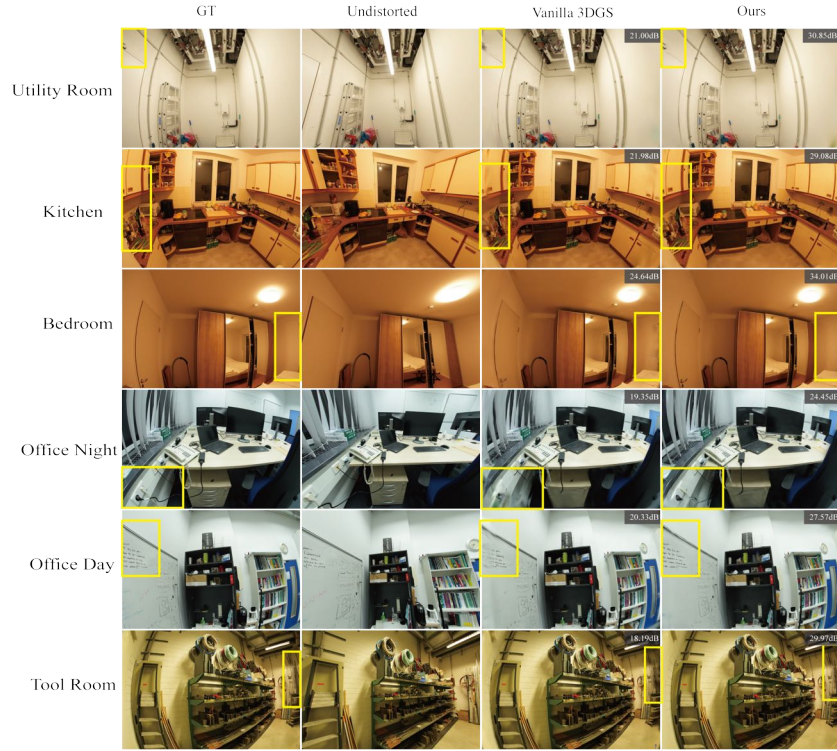 GT Undistorted Vanilla 3DGS Ours
Utility Room
21.00dB 30.85dB
Kitchen
21.98dB 29.08dB
Bedroom
24.64dB 34.01dB
Office Night
19.35dB 24.45dB
Office Day
20.33dB 27.57dB
Tool Room
18.19dB 29.97dB